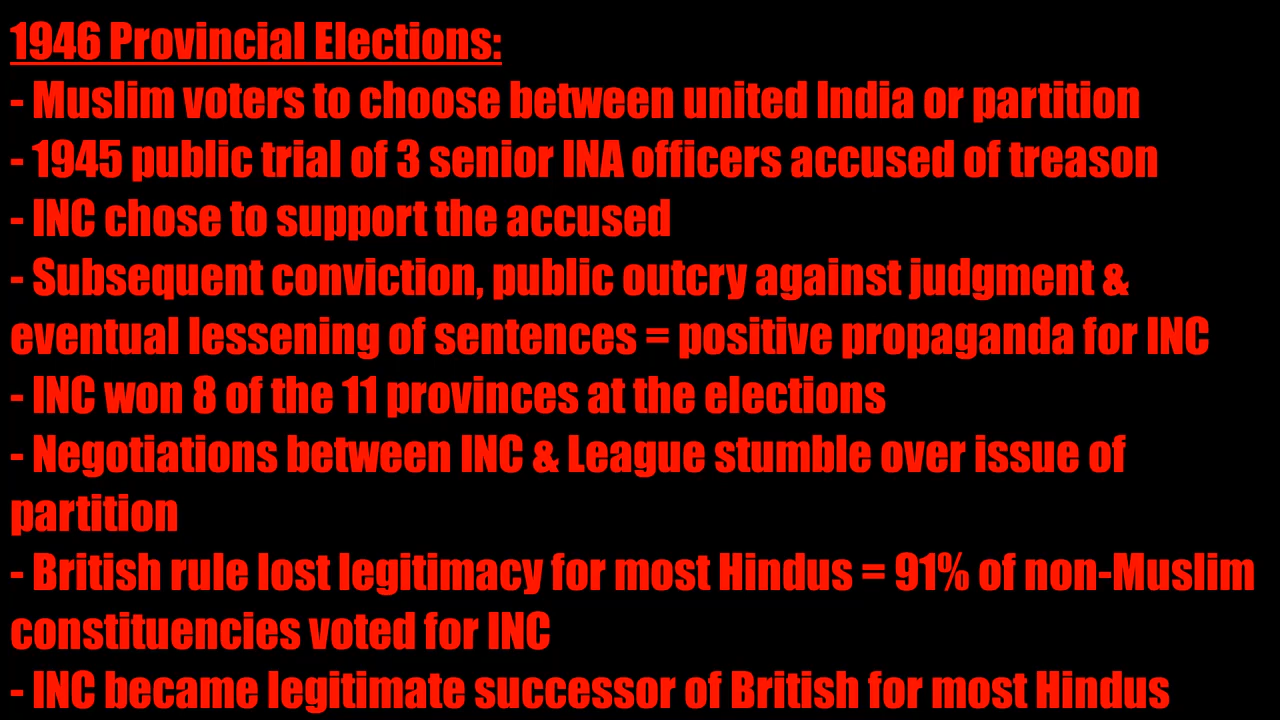 1946 Provincial Elections:
- Muslim voters to choose between united India or partition
- 1945 public trial of 3 senior INA officers accused of treason
- INC chose to support the accused
- Subsequent conviction, public outcry against judgment &
eventual lessening of sentences = positive propaganda for INC
- INC won 8 of the 11 provinces at the elections
- Negotiations between INC & League stumble over issue of
partition
- British rule lost legitimacy for most Hindus = 91% of non-Muslim
constituencies voted for INC
- INC became legitimate successor of British for most Hindus